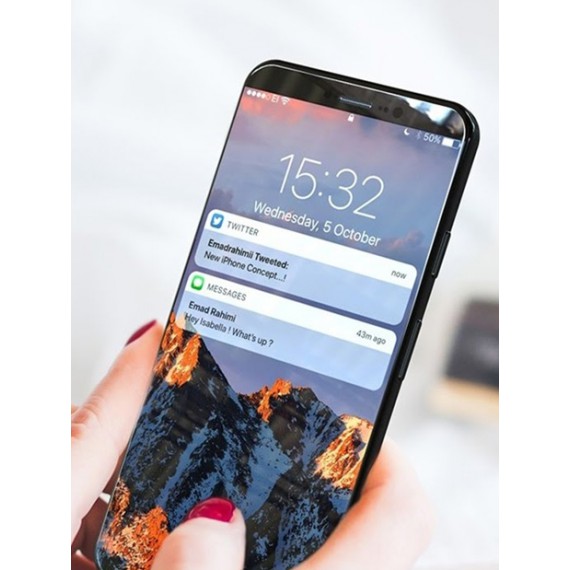 50%
15:32
Wednesday, 5 October
TWITTER
now
Emadrahimii Tweeted:
New iPhone Concept...!
MESSAGES
43m ago
Emad Rahimi
Hey Isabella ! What's up ?